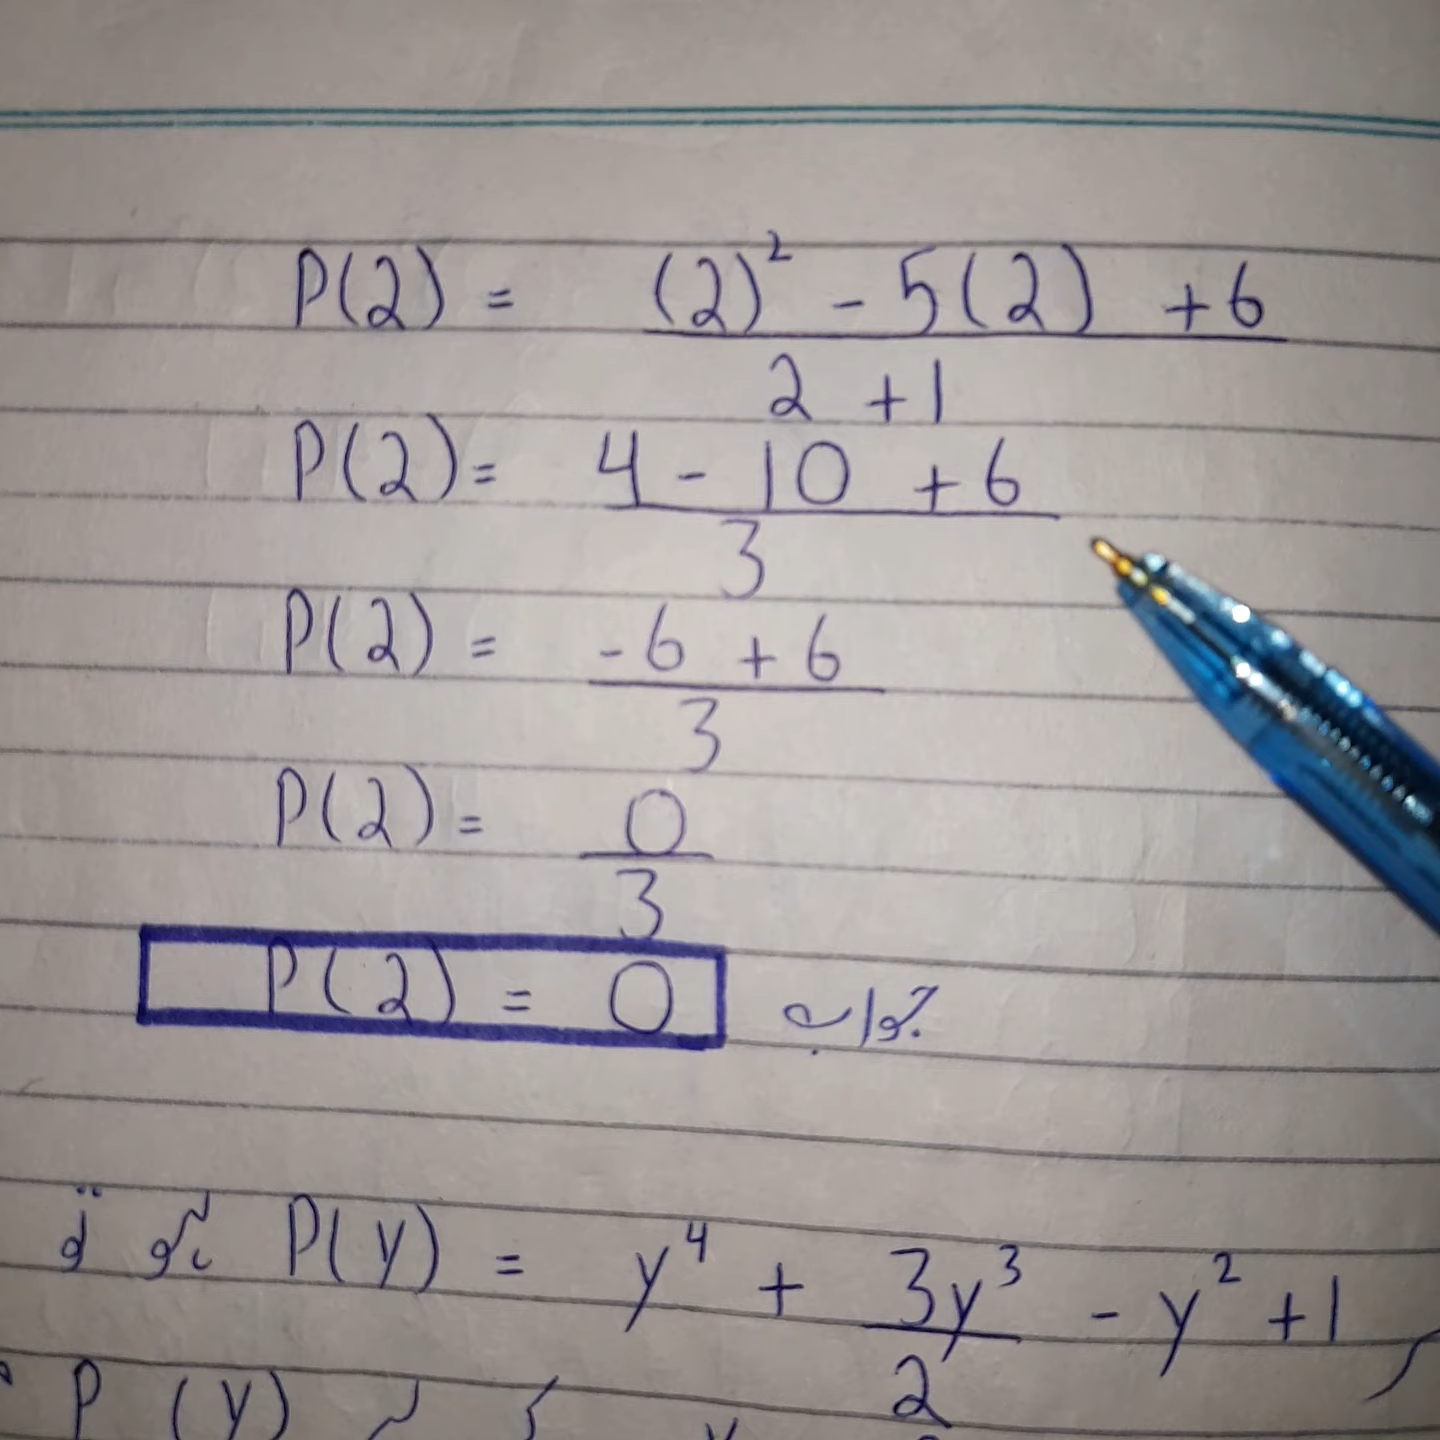 P(2) = (2)² - 5(2) + 6 / 2 + 1
P(2) = 4 - 10 + 6 / 3
P(2) = -6 + 6 / 3
P(2) = 0 / 3
P(2) = 0 جواب
P(y) = y⁴ + 3y³/2 - y² + 1
P (y)